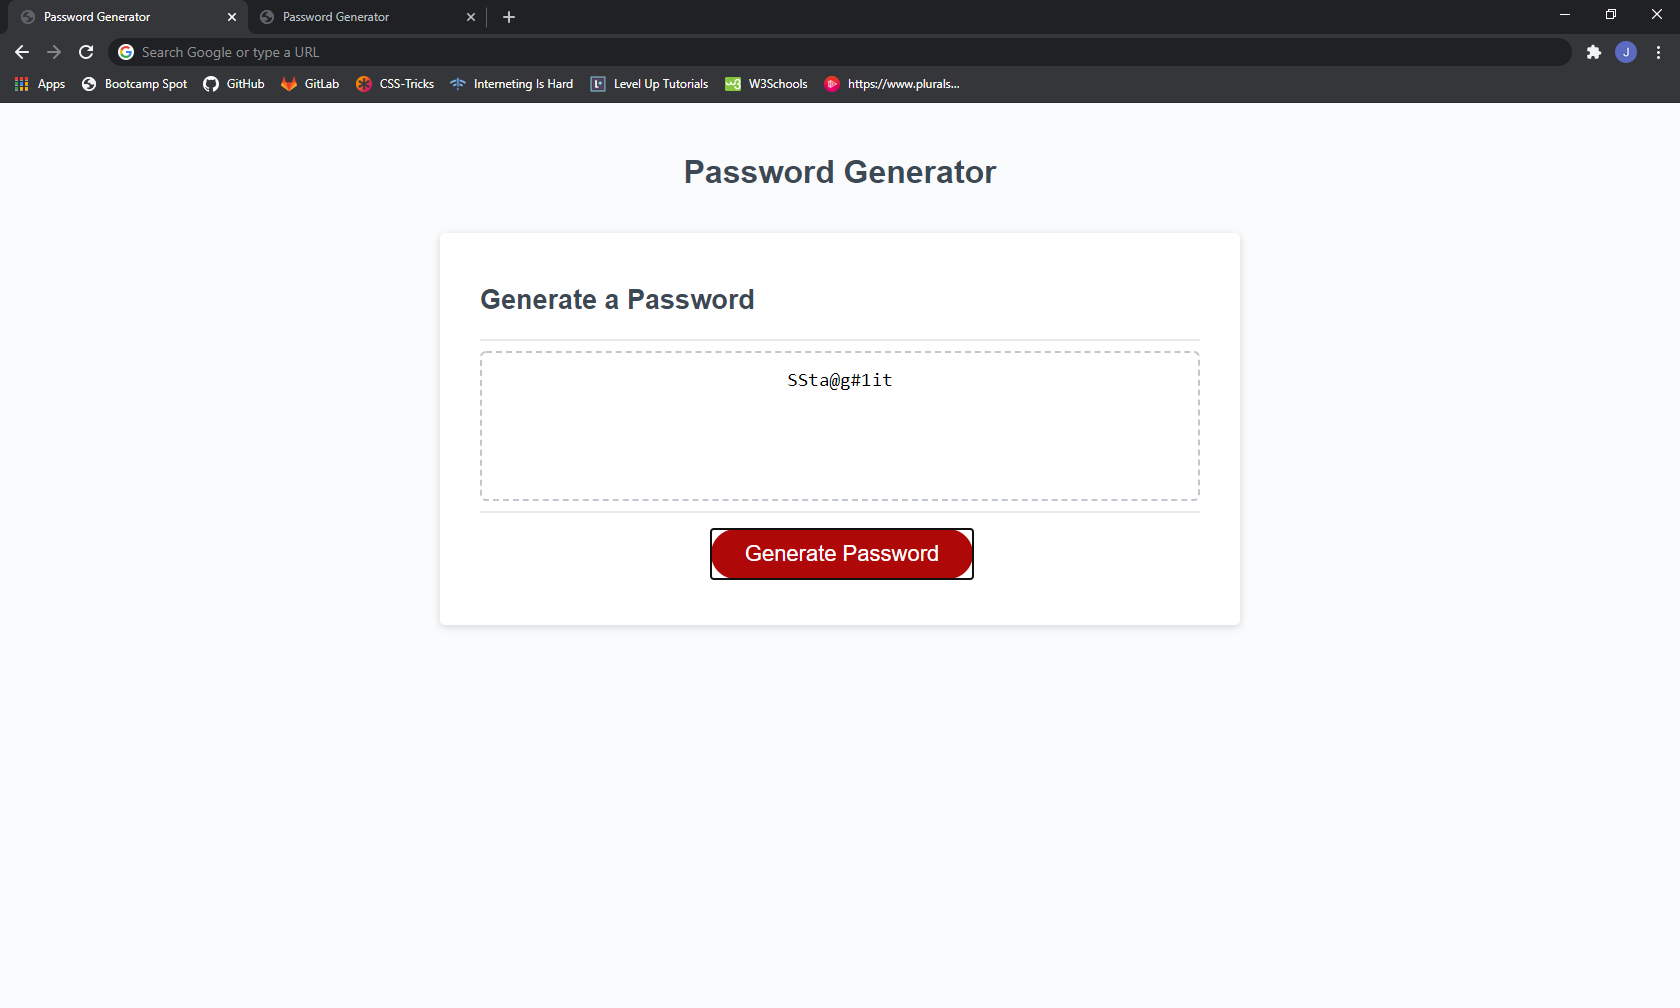 Password Generator
Password Generator
Search Google or type a URL
J
Apps
Bootcamp Spot
GitHub
GitLab
CSS-Tricks
Interneting Is Hard
Level Up Tutorials
W3Schools
https://www.plurals...
Password Generator
Generate a Password
SSta@g#1it
Generate Password